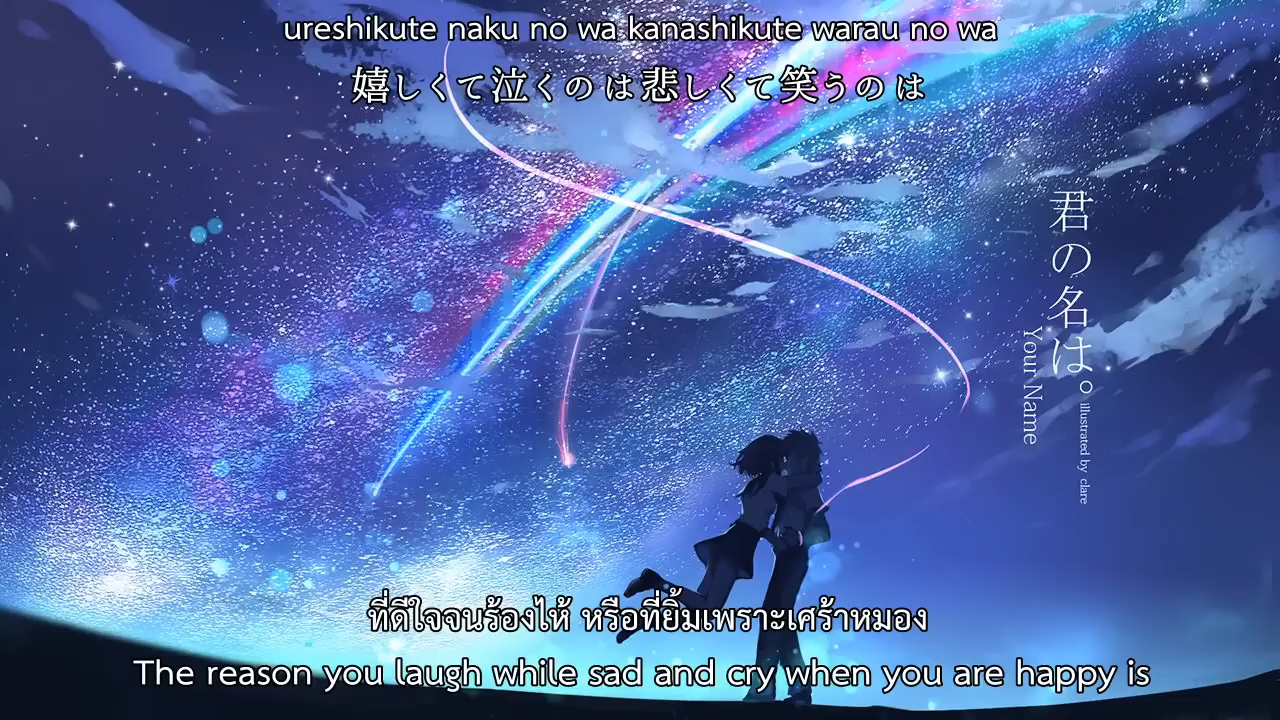 ureshikute naku no wa kanashikute warau no wa
嬉しくて泣くのは悲しくて笑うのは
君の名は。
Your Name
illustrated by clare
ที่ดีใจจนร้องไห้ หรือที่ยิ้มเพราะเศร้าหมอง
The reason you laugh while sad and cry when you are happy is